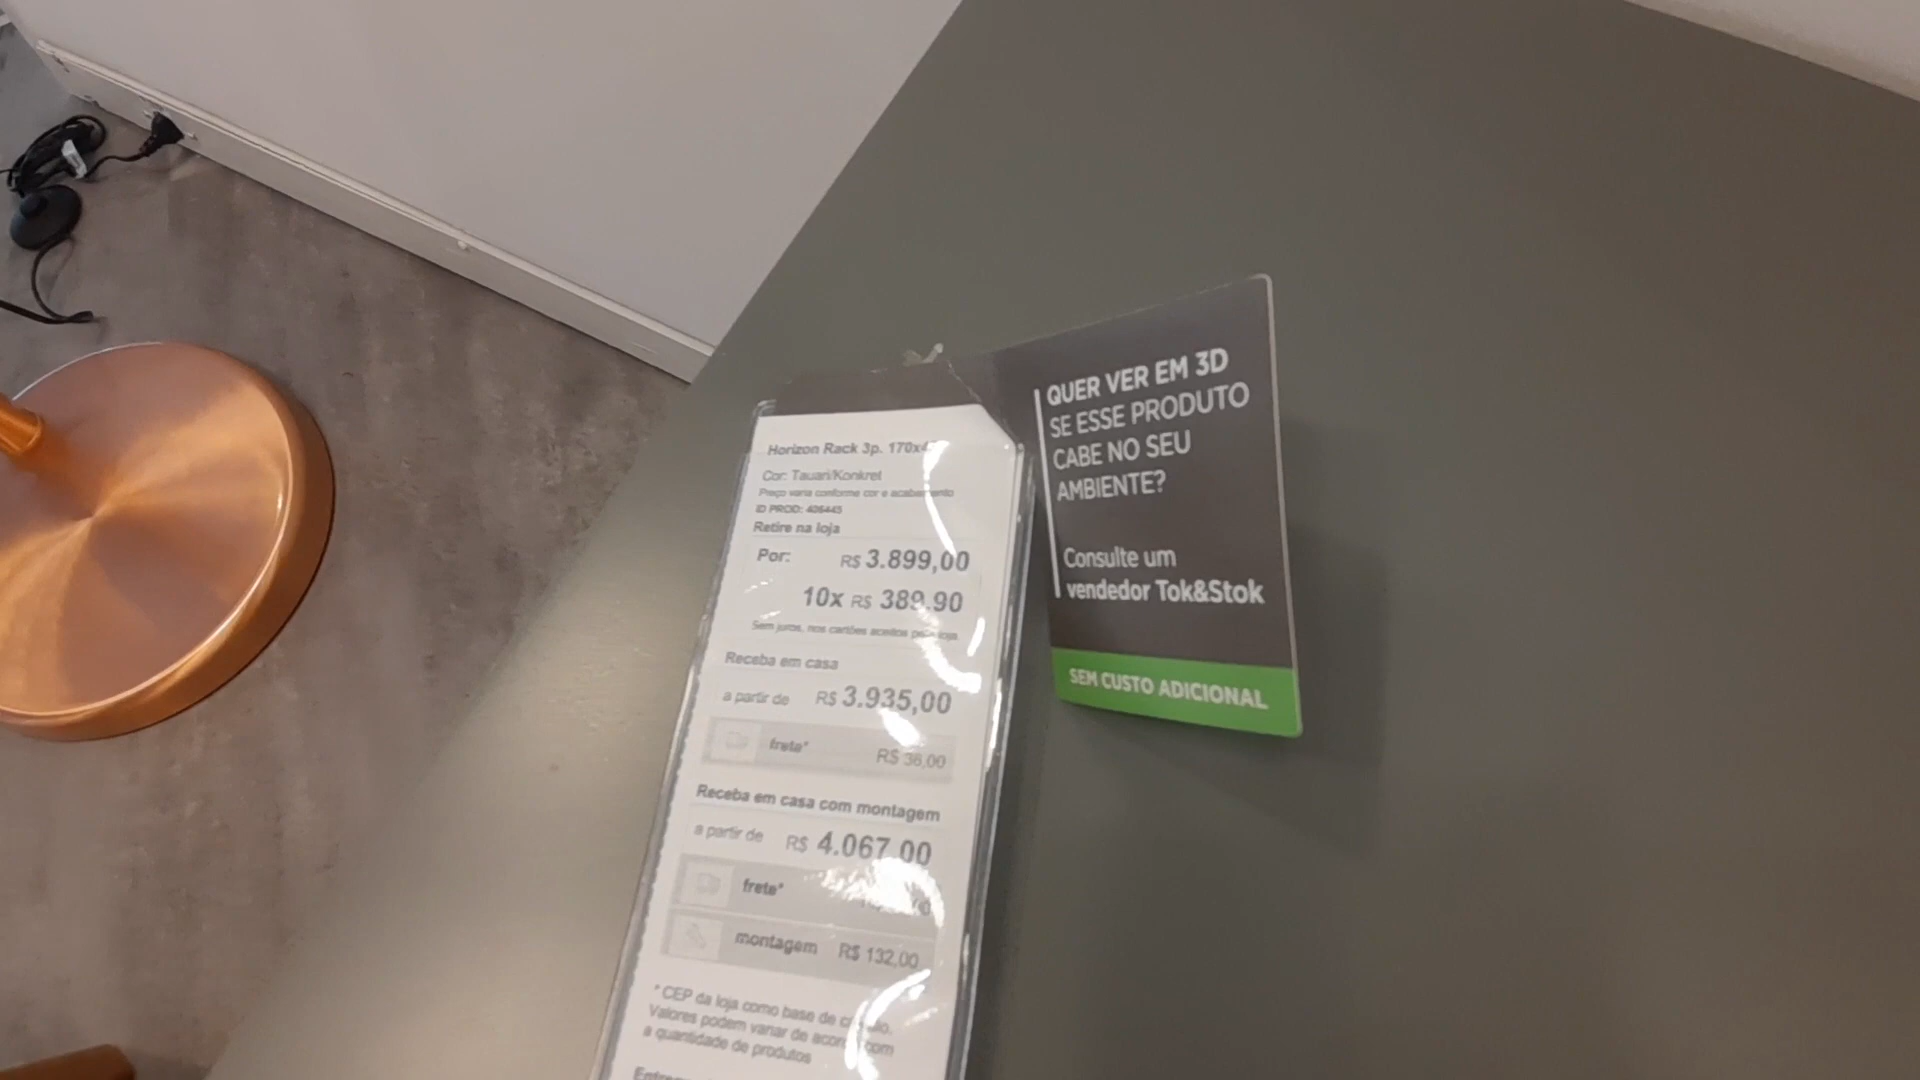 Horizon Rack 3p.
Cor: Tauari/Konkret
Preço varia conforme cor e acabamento
ID PROD: 406445
Retire na loja
Por: R$ 3.899,00
10x R$ 389,90
Sem juros, nos cartões aceitos pela loja.
Receba em casa
a partir de R$ 3.935,00
frete* R$ 36,00
Receba em casa com montagem
a partir de R$ 4.067,00
frete*
montagem R$ 132,00
* CEP da loja como base de
Valores podem variar de acordo com
a quantidade de produtos
QUER VER EM 3D
SE ESSE PRODUTO
CABE NO SEU
AMBIENTE?
Consulte um
vendedor Tok&Stok
SEM CUSTO ADICIONAL